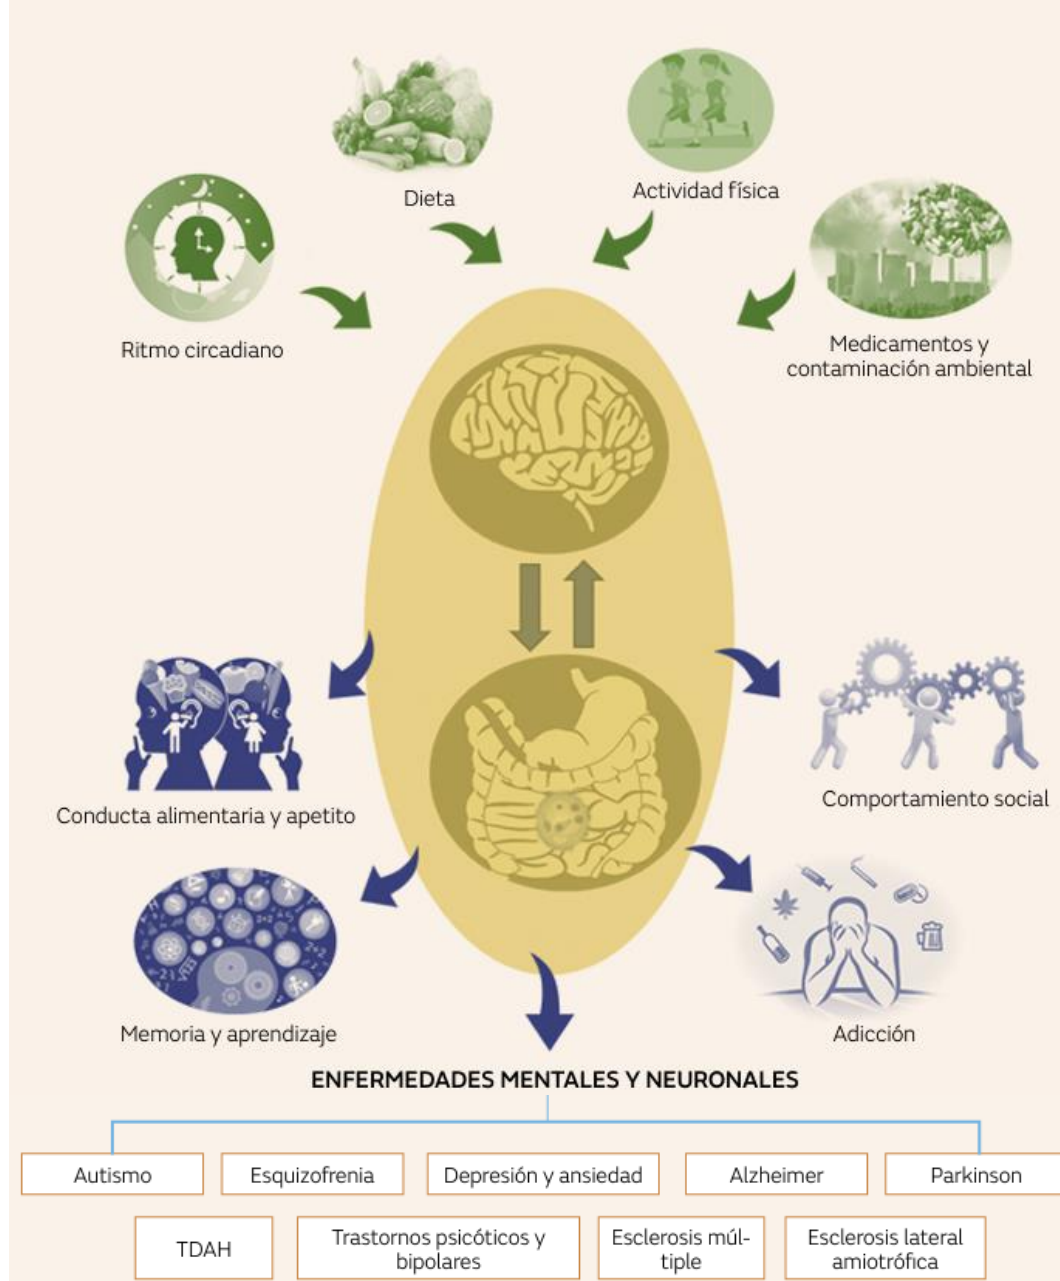 Dieta
Actividad física
Ritmo circadiano
Medicamentos y
contaminación ambiental
Conducta alimentaria y apetito
Comportamiento social
Memoria y aprendizaje
Adicción
ENFERMEDADES MENTALES Y NEURONALES
Autismo
Esquizofrenia
Depresión y ansiedad
Alzheimer
Parkinson
TDAH
Trastornos psicóticos y
bipolares
Esclerosis múl-
tiple
Esclerosis lateral
amiotrófica